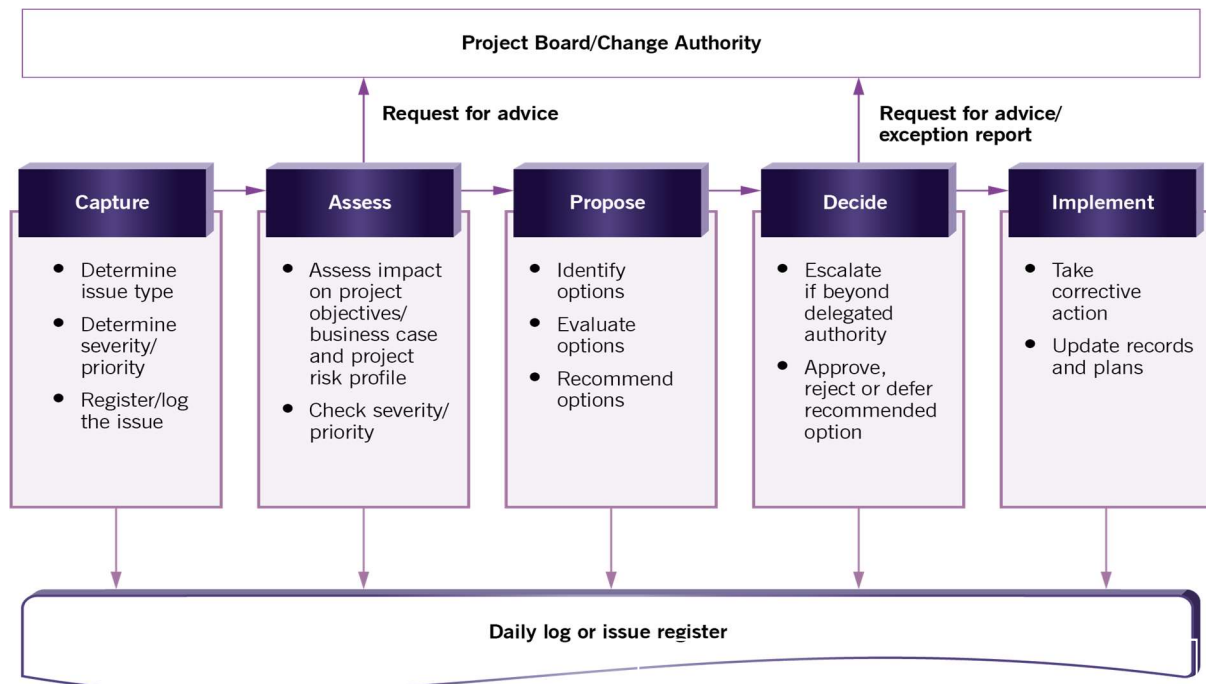 Project Board/Change Authority
Request for advice
Request for advice/
exception report
Capture
Assess
Propose
Decide
Implement
• Determine
issue type
• Determine
severity/
priority
• Register/log
the issue
• Assess impact
on project
objectives/
business case
and project
risk profile
• Check severity/
priority
• Identify
options
• Evaluate
options
• Recommend
options
• Escalate
if beyond
delegated
authority
• Approve,
reject or defer
recommended
option
• Take
corrective
action
• Update records
and plans
Daily log or issue register